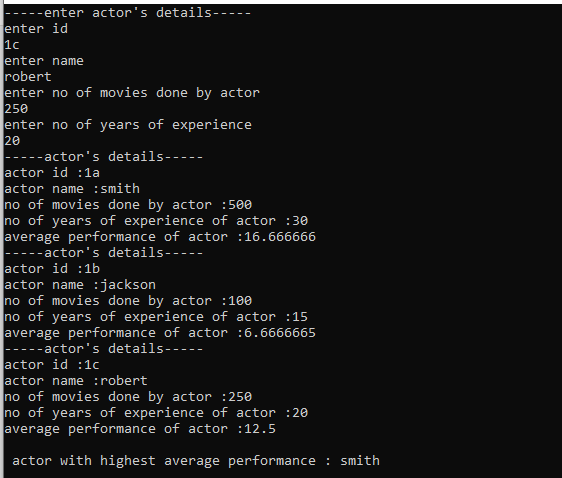 -----enter actor's details-----
enter id
1c
enter name
robert
enter no of movies done by actor
250
enter no of years of experience
20
-----actor's details-----
actor id :1a
actor name :smith
no of movies done by actor :500
no of years of experience of actor :30
average performance of actor :16.666666
-----actor's details-----
actor id :1b
actor name :jackson
no of movies done by actor :100
no of years of experience of actor :15
average performance of actor :6.6666665
-----actor's details-----
actor id :1c
actor name :robert
no of movies done by actor :250
no of years of experience of actor :20
average performance of actor :12.5
actor with highest average performance : smith